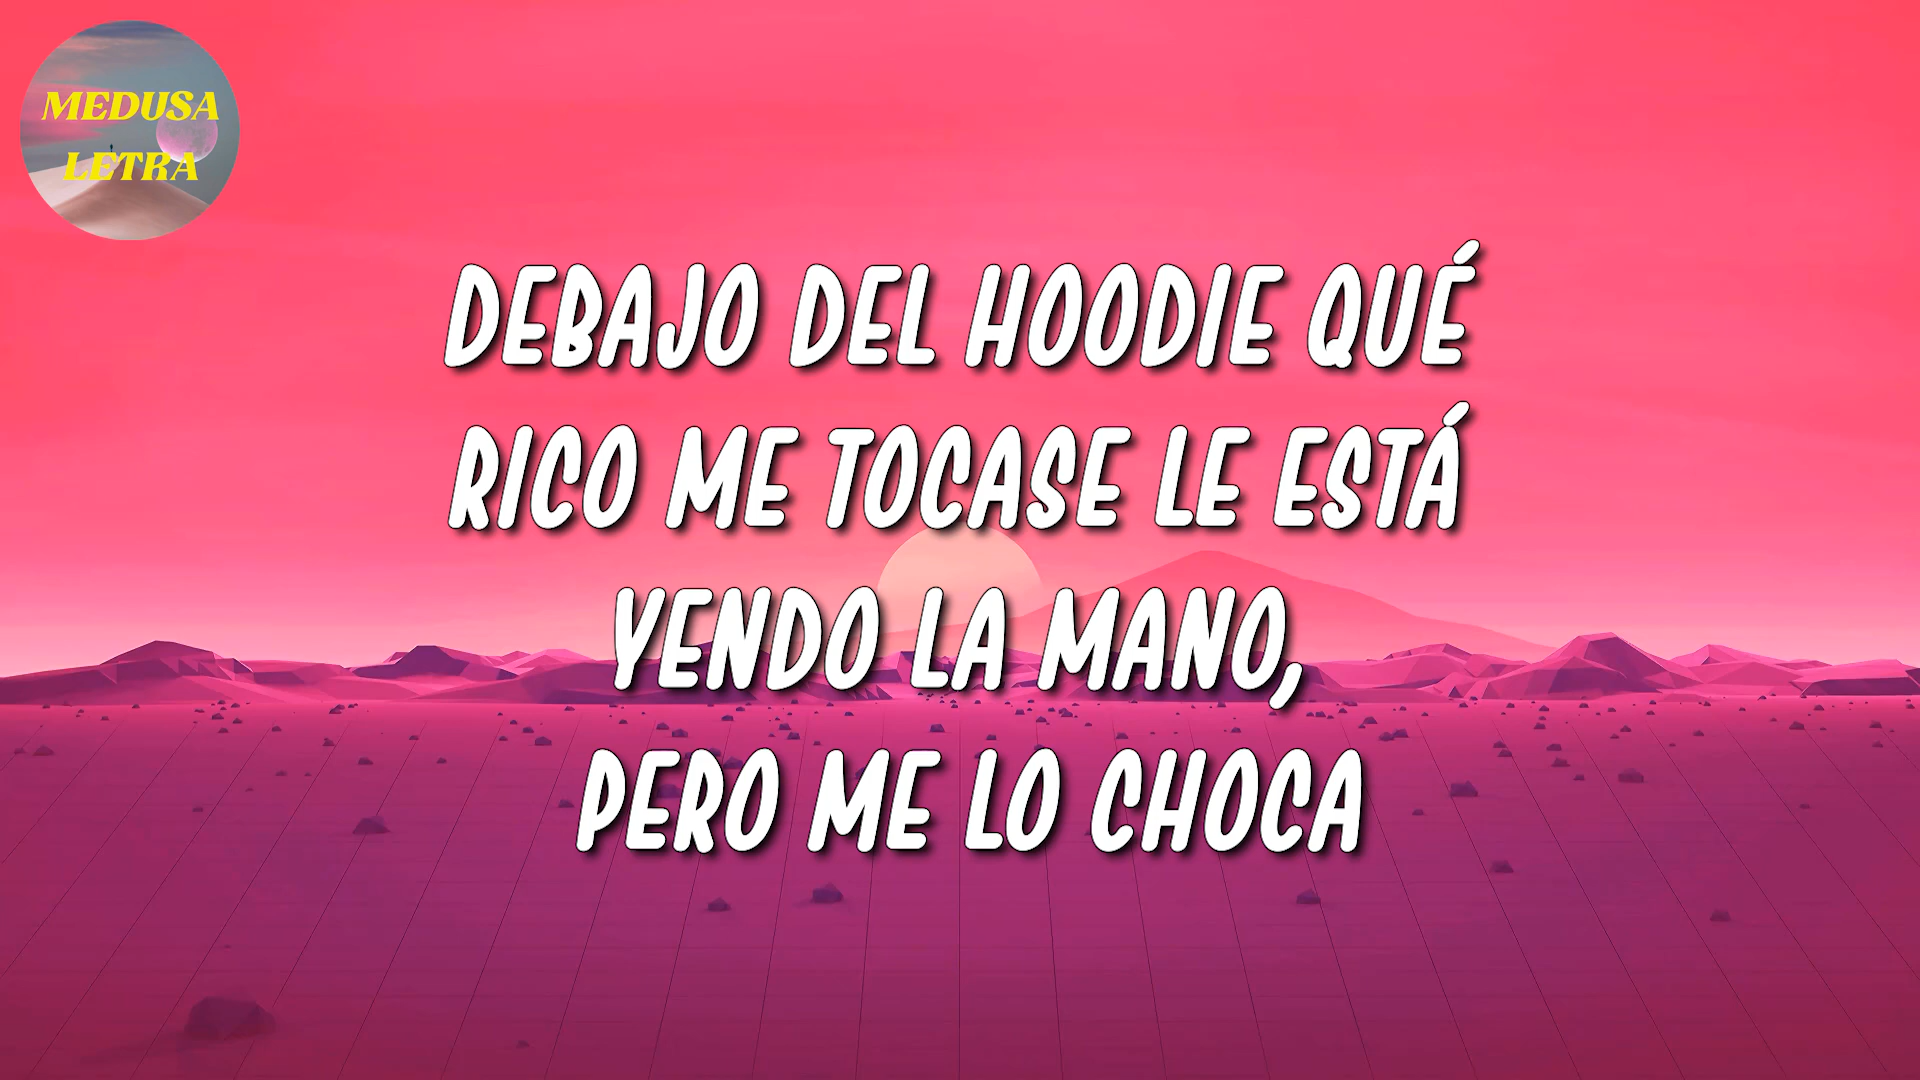 MEDUSA
LETRA
DEBAJO DEL HOODIE QUÉ
RICO ME TOCASE LE ESTÁ
YENDO LA MANO,
PERO ME LO CHOCA